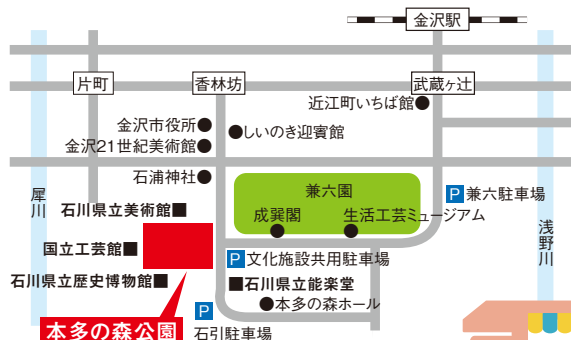 金沢駅
片町
香林坊
武蔵ヶ辻
近江町いちば館
金沢市役所
しいのき迎賓館
金沢21世紀美術館
石浦神社
兼六園
P兼六駐車場
犀川
石川県立美術館
成巽閣
生活工芸ミュージアム
浅野川
国立工芸館
P文化施設共用駐車場
石川県立歴史博物館
石川県立能楽堂
本多の森ホール
P
石引駐車場
本多の森公園